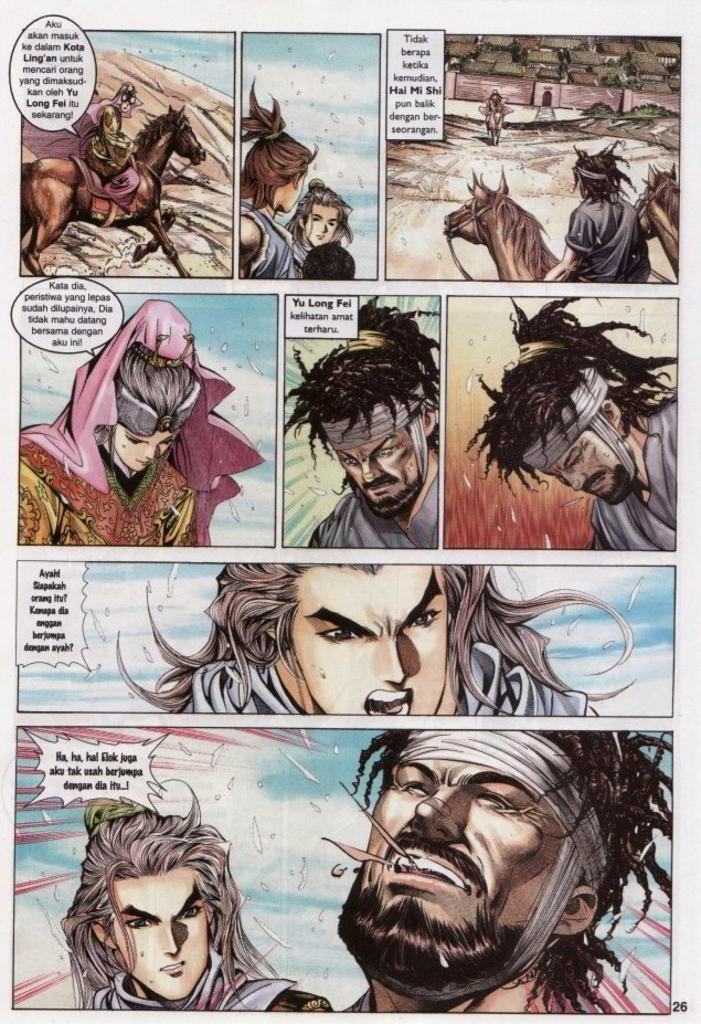 Aku
akan masuk
ke dalam Kota
Ling'an untuk
mencari orang
yang dimaksud-
kan oleh Yu
Long Fei itu
sekarang!
Tidak
ketika
kemudian,
Hai Mi Shi
pun balik
dengan ber-
seorangan.
Kata dia,
peristiwa yang lepas
sudah dilupainya, Dia
tidak mahu datang
bersama dengan
aku ini!
Yu Long Fei
kelihatan amat
terharu.
Ayah!
Siapakah
orang itu?
Kenapa dia
enggan
berjumpa
dengan ayah?
Ha, ha, ha! Elok juga
aku tak usah berjumpa
dengan dia itu...!
26